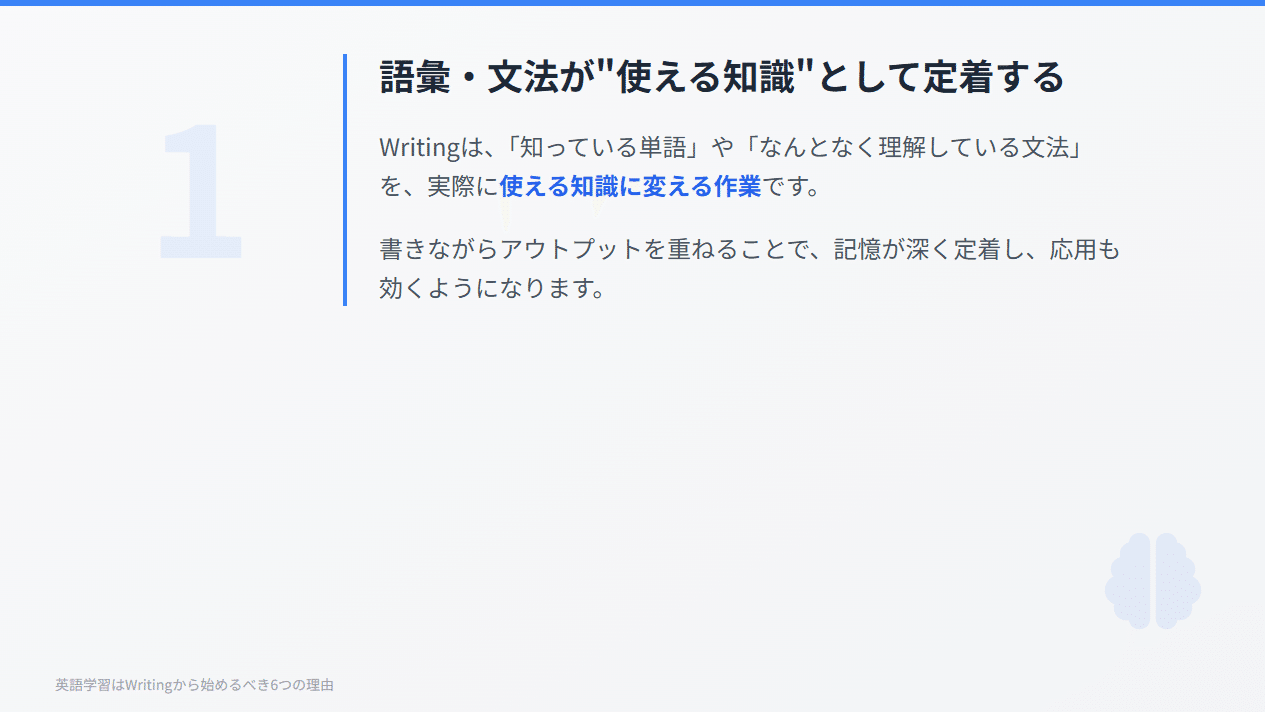 1
語彙・文法が"使える知識"として定着する
Writingは、「知っている単語」や「なんとなく理解している文法」
を、実際に使える知識に変える作業です。
書きながらアウトプットを重ねることで、記憶が深く定着し、応用も
効くようになります。
英語学習はWritingから始めるべき6つの理由